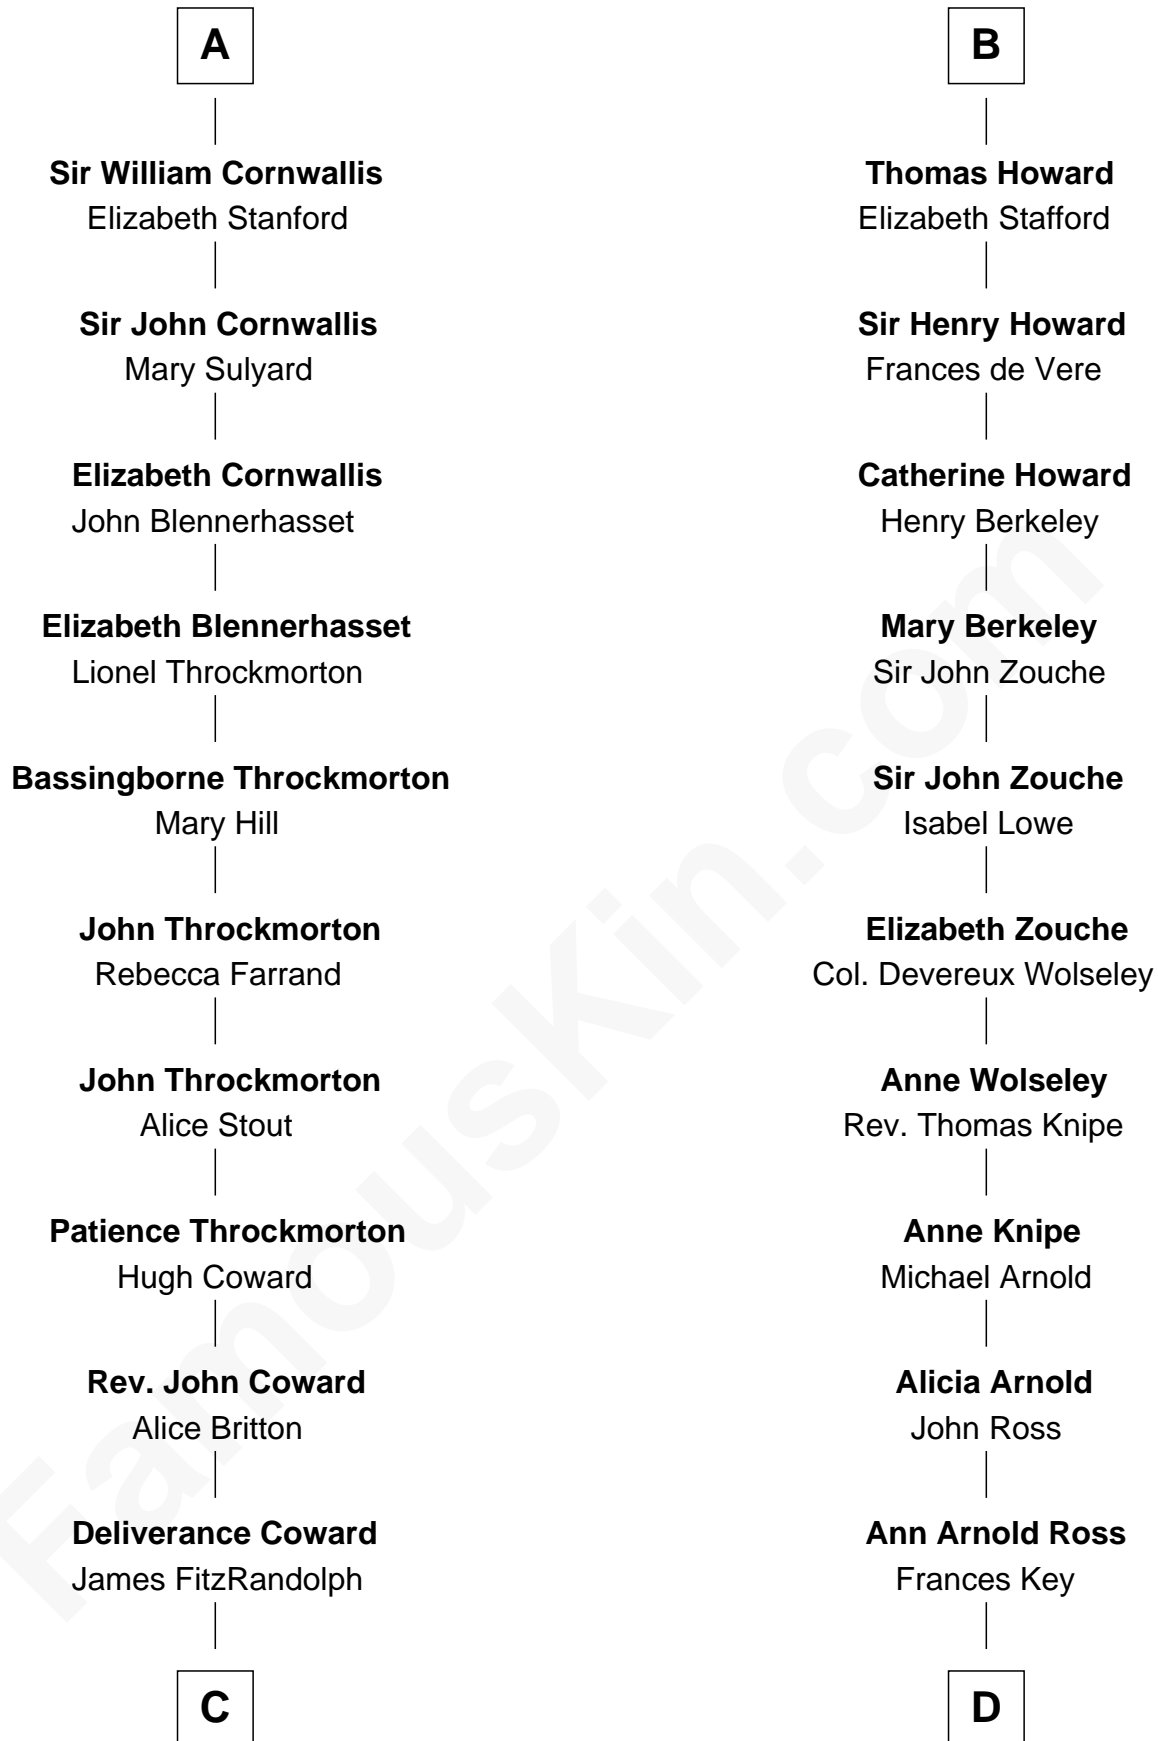 A
Sir William Cornwallis
Elizabeth Stanford
Sir John Cornwallis
Mary Sulyard
Elizabeth Cornwallis
John Blennerhasset
Elizabeth Blennerhasset
Lionel Throckmorton
Bassingborne Throckmorton
Mary Hill
John Throckmorton
Rebecca Farrand
John Throckmorton
Alice Stout
Patience Throckmorton
Hugh Coward
Rev. John Coward
Alice Britton
Deliverance Coward
James FitzRandolph
C
B
Thomas Howard
Elizabeth Stafford
Sir Henry Howard
Frances de Vere
Catherine Howard
Henry Berkeley
Mary Berkeley
Sir John Zouche
Sir John Zouche
Isabel Lowe
Elizabeth Zouche
Col. Devereux Wolseley
Anne Wolseley
Rev. Thomas Knipe
Anne Knipe
Michael Arnold
Alicia Arnold
John Ross
Ann Arnold Ross
Frances Key
D
FamousKin.com